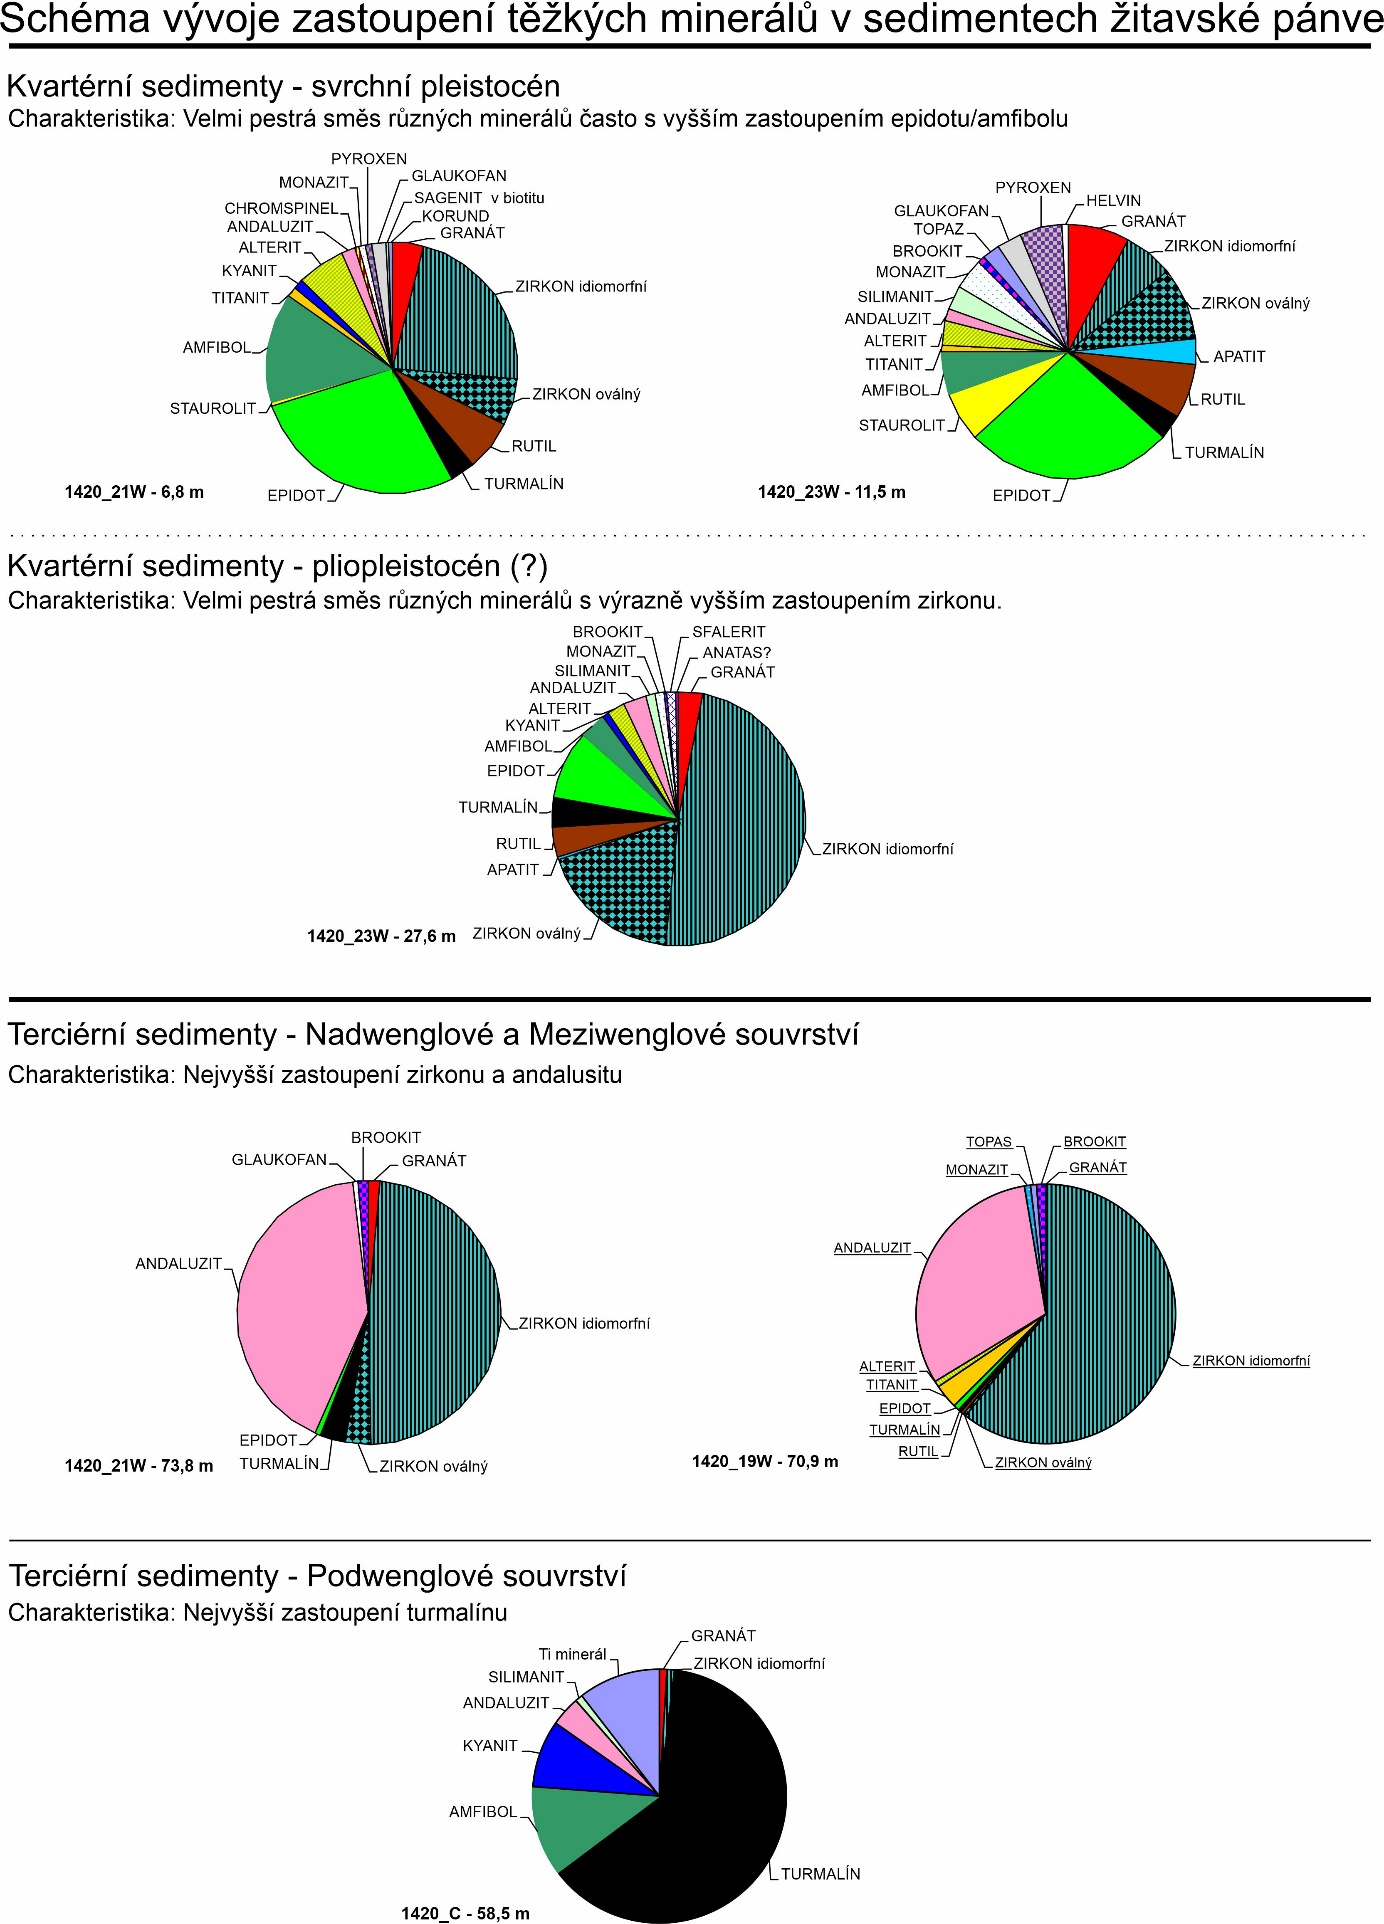 Schéma vývoje zastoupení těžkých minerálů v sedimentech žitavské pánve
Kvartérní sedimenty - svrchní pleistocén
Charakteristika: Velmi pestrá směs různých minerálů často s vyšším zastoupením epidotu/amfibolu
PYROXEN
MONAZIT
GLAUKOFAN
SAGENIT v biotitu
CHROMSPINEL
KORUND
ANDALUZIT
GRANÁT
ALTERIT
KYANIT
ZIRKON idiomorfní
TITANIT
AMFIBOL
ZIRKON oválný
STAUROLIT
RUTIL
TURMALÍN
EPIDOT
1420_21W - 6,8 m
PYROXEN
HELVIN
GLAUKOFAN
GRANÁT
TOPAZ
ZIRKON idiomorfní
BROOKIT
MONAZIT
SILIMANIT
ZIRKON oválný
ANDALUZIT
ALTERIT
APATIT
TITANIT
AMFIBOL
RUTIL
STAUROLIT
TURMALÍN
EPIDOT
1420_23W - 11,5 m
Kvartérní sedimenty - pliopleistocén (?)
Charakteristika: Velmi pestrá směs různých minerálů s výrazně vyšším zastoupením zirkonu.
BROOKIT
SFALERIT
MONAZIT
ANATAS?
SILIMANIT
GRANÁT
ANDALUZIT
ALTERIT
KYANIT
AMFIBOL
EPIDOT
TURMALÍN
RUTIL
ZIRKON idiomorfní
APATIT
ZIRKON oválný
1420_23W - 27,6 m
Terciérní sedimenty - Nadwenglové a Meziwenglové souvrství
Charakteristika: Nejvyšší zastoupení zirkonu a andalusitu
BROOKIT
GLAUKOFAN
GRANÁT
ANDALUZIT
ZIRKON idiomorfní
EPIDOT
TURMALÍN
ZIRKON oválný
1420_21W - 73,8 m
TOPAS
BROOKIT
MONAZIT
GRANÁT
ANDALUZIT
ZIRKON idiomorfní
ALTERIT
TITANIT
EPIDOT
TURMALÍN
RUTIL
ZIRKON oválný
1420_19W - 70,9 m
Terciérní sedimenty - Podwenglové souvrství
Charakteristika: Nejvyšší zastoupení turmalínu
GRANÁT
Ti minerál
ZIRKON idiomorfní
SILIMANIT
ANDALUZIT
KYANIT
AMFIBOL
TURMALÍN
1420_C - 58,5 m